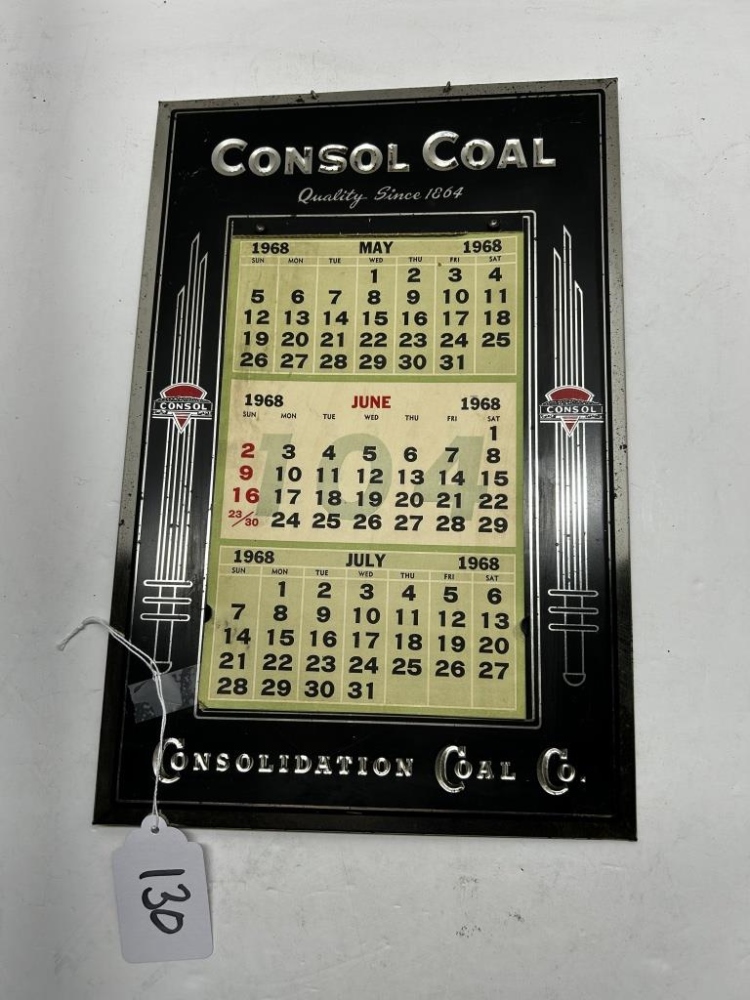 CONSOL COAL
Quality Since 1864
1968 MAY 1968
SUN MON TUE WED THU FRI SAT
1 2 3 4
5 6 7 8 9 10 11
12 13 14 15 16 17 18
19 20 21 22 23 24 25
26 27 28 29 30 31
CONSOL
CONSOL
1968 JUNE 1968
SUN MON TUE WED THU FRI SAT
104
1
2 3 4 5 6 7 8
9 10 11 12 13 14 15
16 17 18 19 20 21 22
23/30 24 25 26 27 28 29
1968 JULY 1968
SUN MON TUE WED THU FRI SAT
1 2 3 4 5 6
7 8 9 10 11 12 13
14 15 16 17 18 19 20
21 22 23 24 25 26 27
28 29 30 31
CONSOLIDATION COAL CO.
130